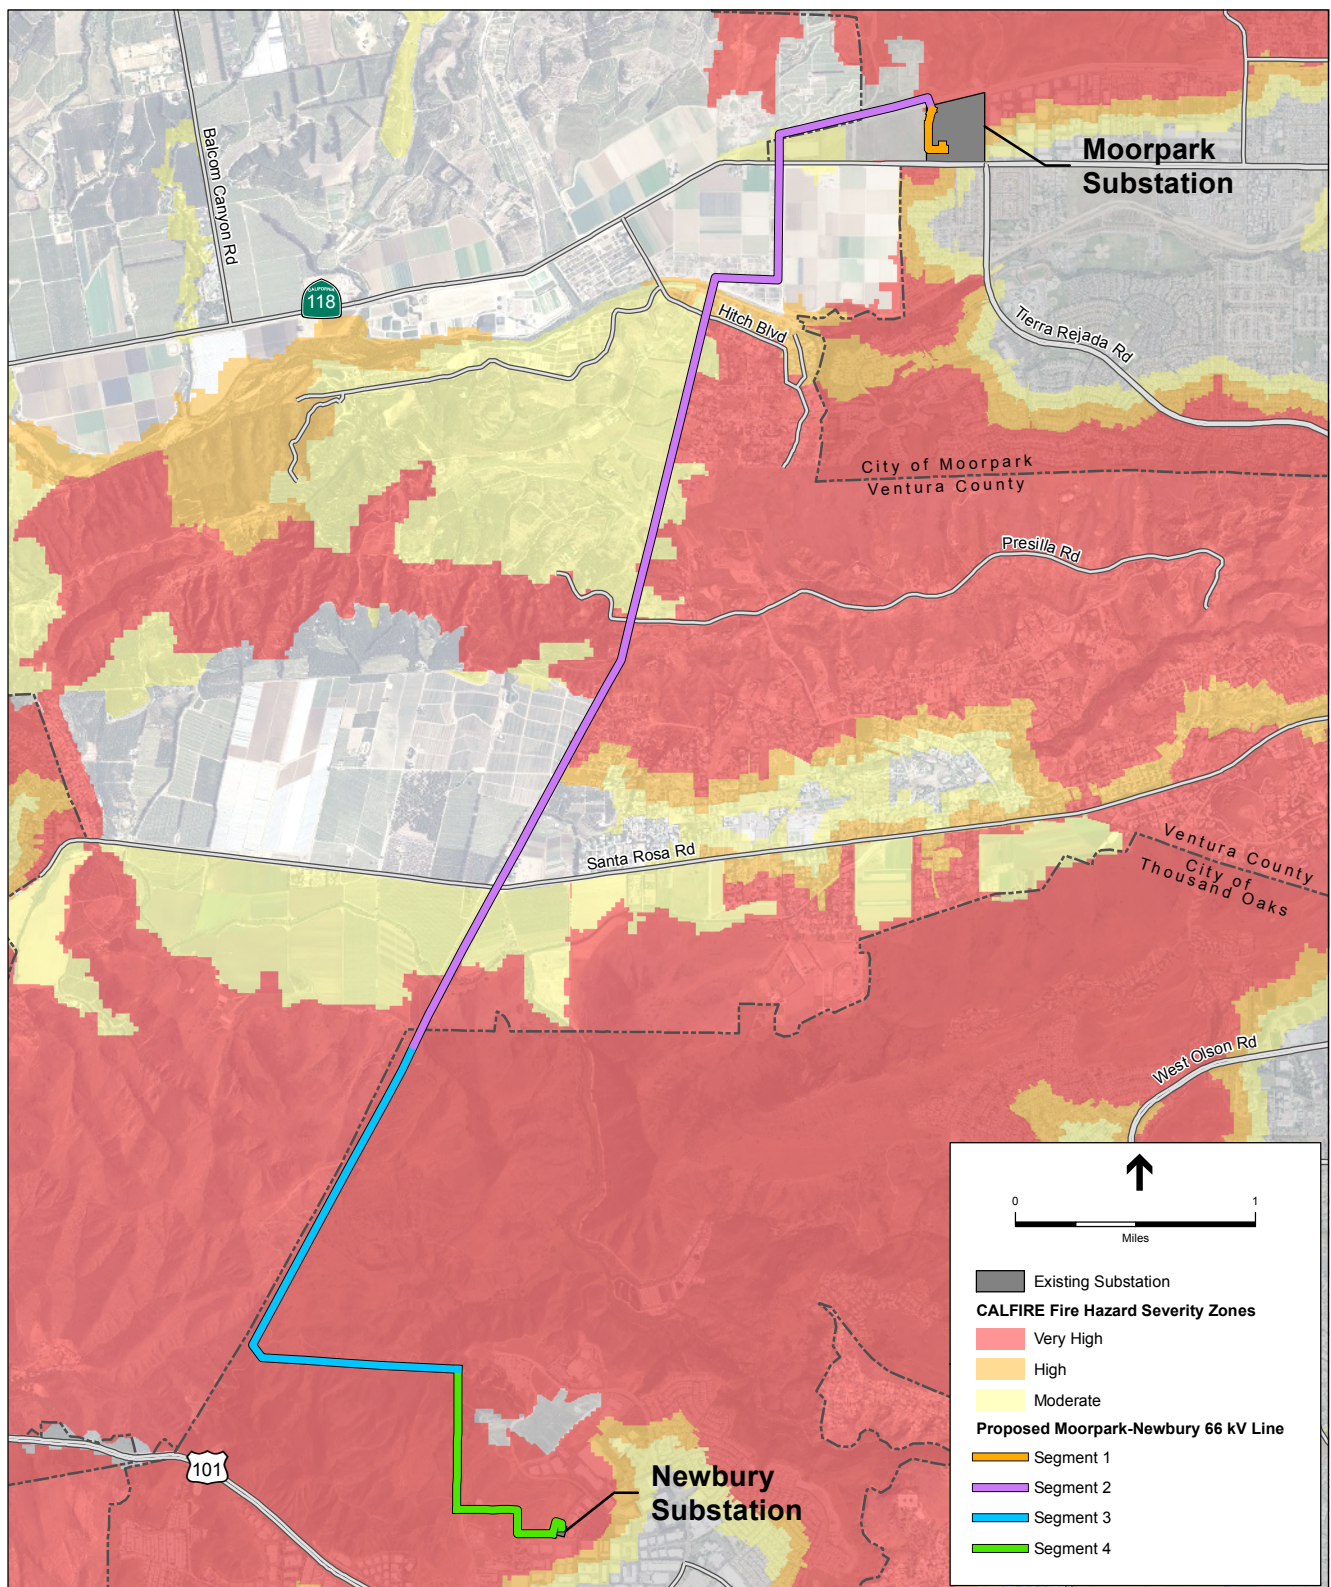 Moorpark
Substation
Balcom Canyon Rd
CALIFORNIA
118
Hitch Blvd
Tierra Rejada Rd
City of Moorpark
Ventura County
Presilla Rd
Santa Rosa Rd
Ventura County
City of
Thousand Oaks
West Olson Rd
101
Newbury
Substation
0 1
Miles
Existing Substation
CALFIRE Fire Hazard Severity Zones
Very High
High
Moderate
Proposed Moorpark-Newbury 66 kV Line
Segment 1
Segment 2
Segment 3
Segment 4